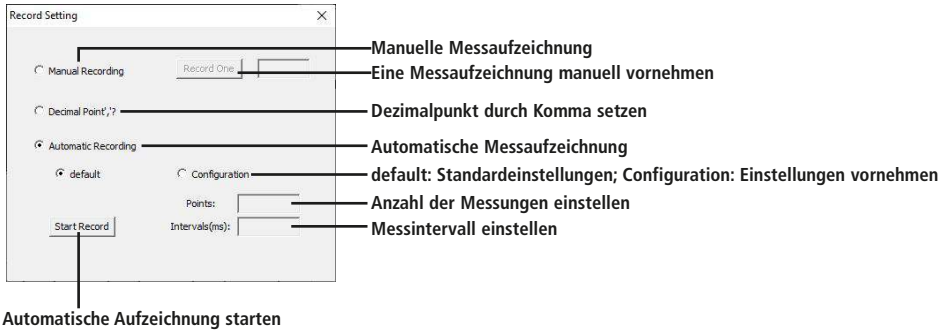 Record Setting
Manuelle Messaufzeichnung
Manual Recording Record One
Eine Messaufzeichnung manuell vornehmen
Decimal Point','?
Dezimalpunkt durch Komma setzen
Automatic Recording
Automatische Messaufzeichnung
default Configuration
default: Standardeinstellungen; Configuration: Einstellungen vornehmen
Points:
Anzahl der Messungen einstellen
Start Record Intervals(ms):
Messintervall einstellen
Automatische Aufzeichnung starten